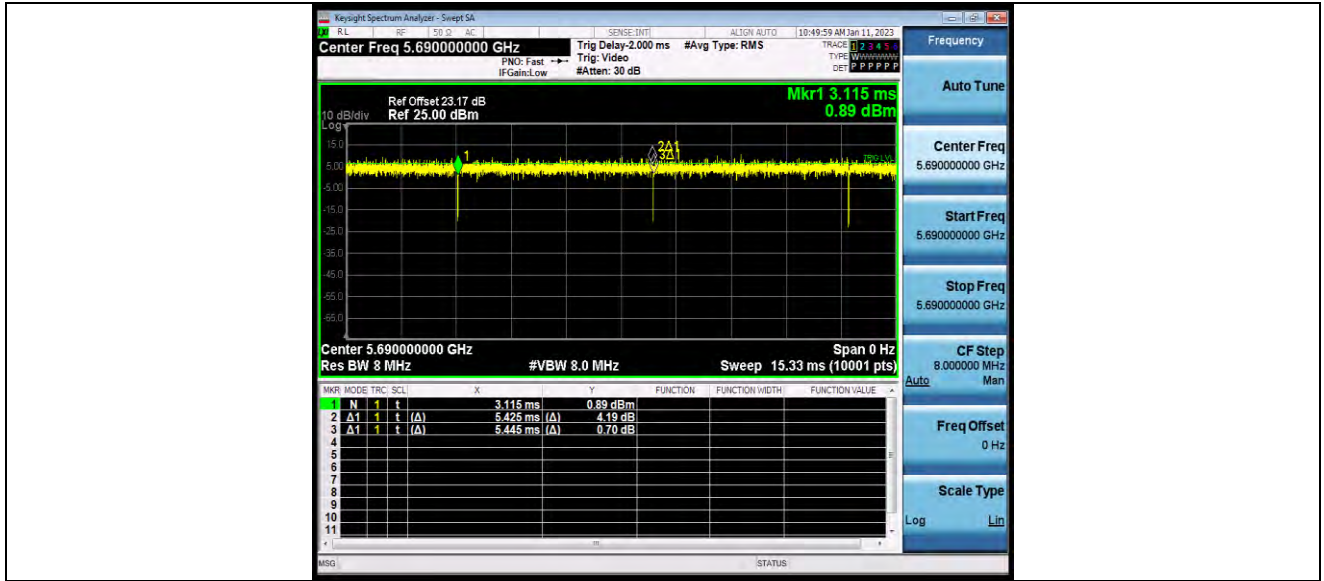 Keysight Spectrum Analyzer - Swept SA
RL RF 50 Ω AC SENSE:INT ALIGN AUTO 10:49:59 AM Jan 11, 2023
Center Freq 5.690000000 GHz Trig Delay-2.000 ms #Avg Type: RMS TRACE 1 2 3 4 5 6
PNO: Fast Trig: Video TYPE WWWWWW
IFGain:Low #Atten: 30 dB DET P P P P P P
Mkr1 3.115 ms
Ref Offset 23.17 dB
10 dB/div Ref 25.00 dBm 0.89 dBm
Log
15.0
5.00
-5.00
-15.0
-25.0
-35.0
-45.0
-55.0
-65.0
1
2Δ1
3Δ1
TRIG LVL
Center 5.690000000 GHz Span 0 Hz
Res BW 8 MHz #VBW 8.0 MHz Sweep 15.33 ms (10001 pts)
MKR MODE TRC SCL X Y FUNCTION FUNCTION WIDTH FUNCTION VALUE
1 N 1 t 3.115 ms 0.89 dBm
2 Δ1 1 t (Δ) 5.425 ms (Δ) 4.19 dB
3 Δ1 1 t (Δ) 5.445 ms (Δ) 0.70 dB
4
5
6
7
8
9
10
11
MSG STATUS
Frequency
Auto Tune
Center Freq
5.690000000 GHz
Start Freq
5.690000000 GHz
Stop Freq
5.690000000 GHz
CF Step
8.000000 MHz
Auto Man
Freq Offset
0 Hz
Scale Type
Log Lin